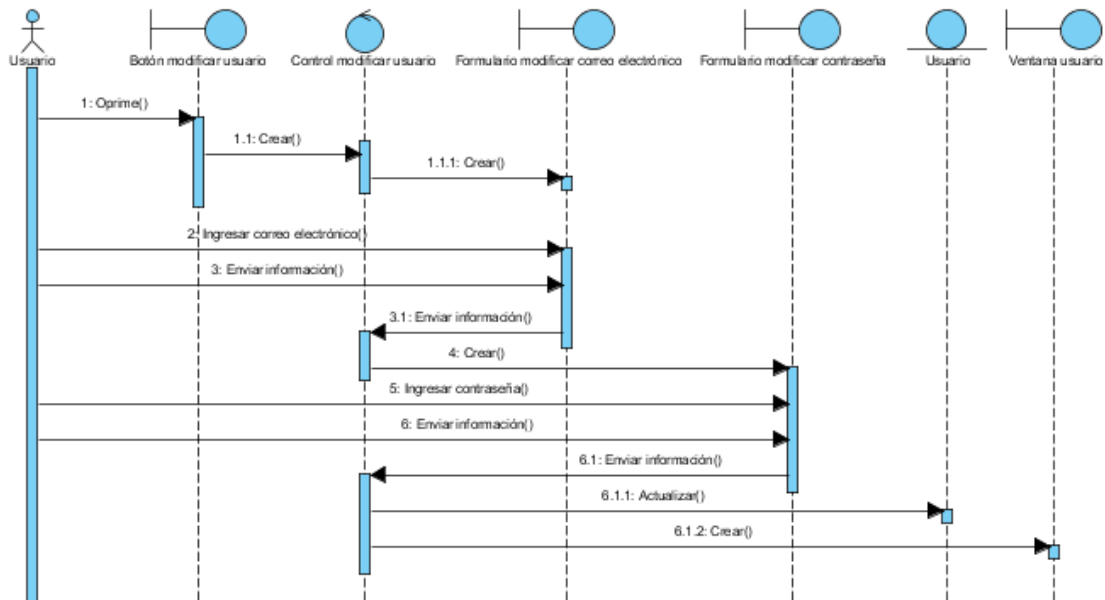 Usuario
Botón modificar usuario
Control modificar usuario
Formulario modificar correo electrónico
Formulario modificar contraseña
Usuario
Ventana usuario
1: Oprime()
1.1: Crear()
1.1.1: Crear()
2: Ingresar correo electrónico()
3: Enviar información()
3.1: Enviar información()
4: Crear()
5: Ingresar contraseña()
6: Enviar información()
6.1: Enviar información()
6.1.1: Actualizar()
6.1.2: Crear()